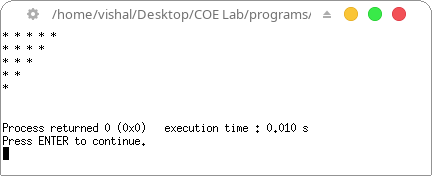 /home/vishal/Desktop/COE Lab/programs/
* * * * *
* * * *
* * *
* *
*
Process returned 0 (0x0)   execution time : 0.010 s
Press ENTER to continue.